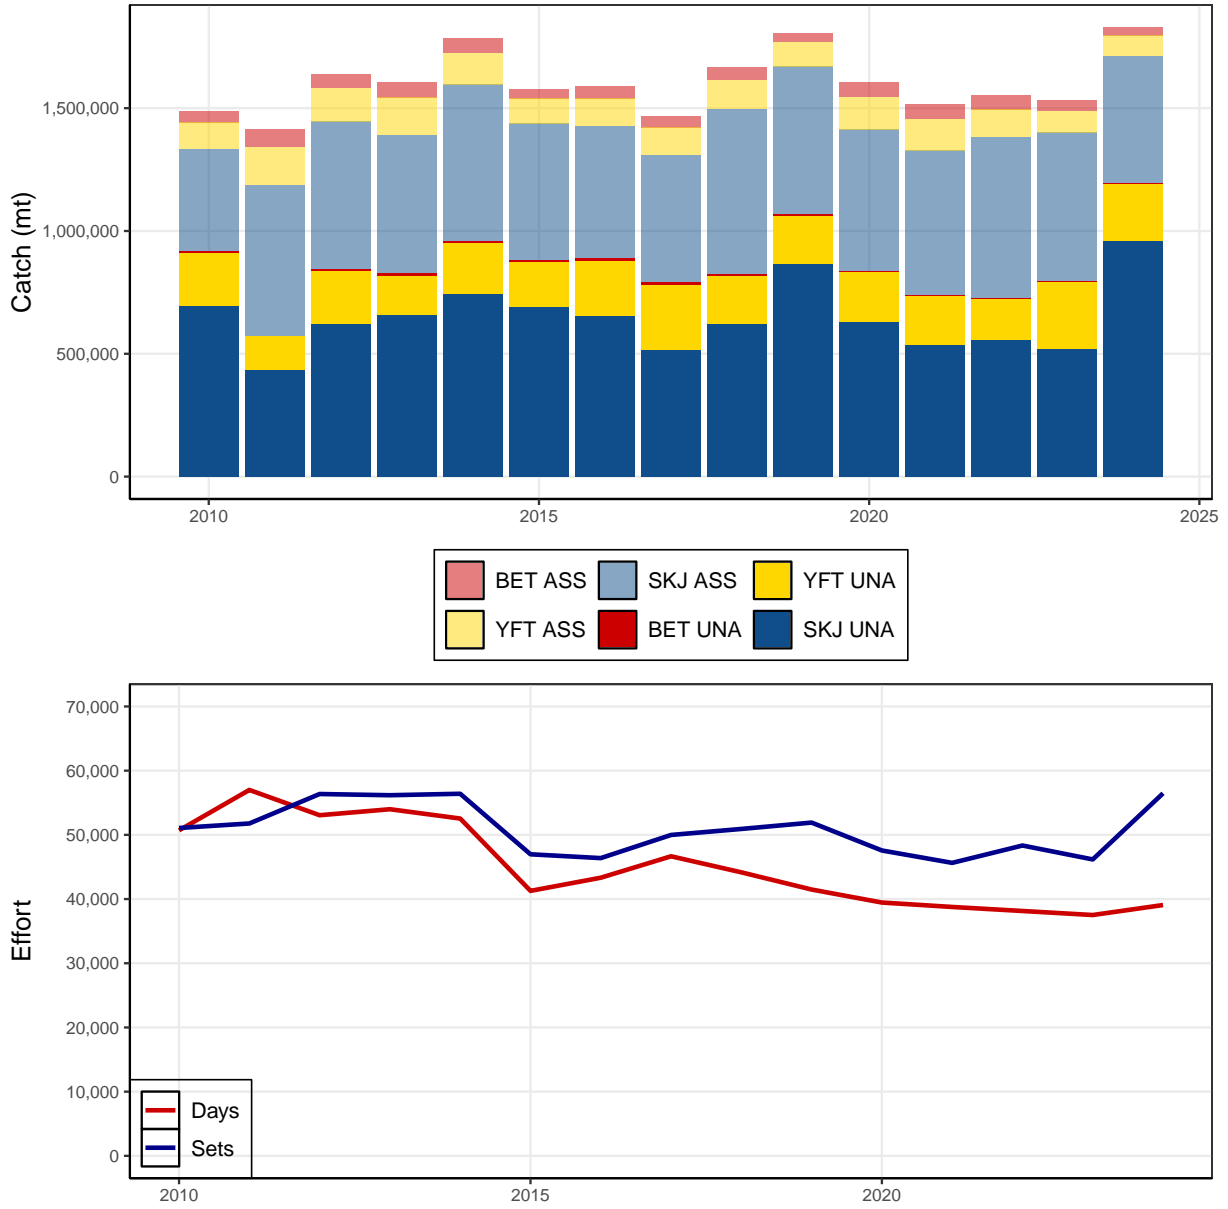 Catch (mt)
1,500,000
1,000,000
500,000
0
2010 2015 2020 2025
BET ASS SKJ ASS YFT UNA
YFT ASS BET UNA SKJ UNA
Effort
70,000
60,000
50,000
40,000
30,000
20,000
10,000
0
Days
Sets
2010 2015 2020